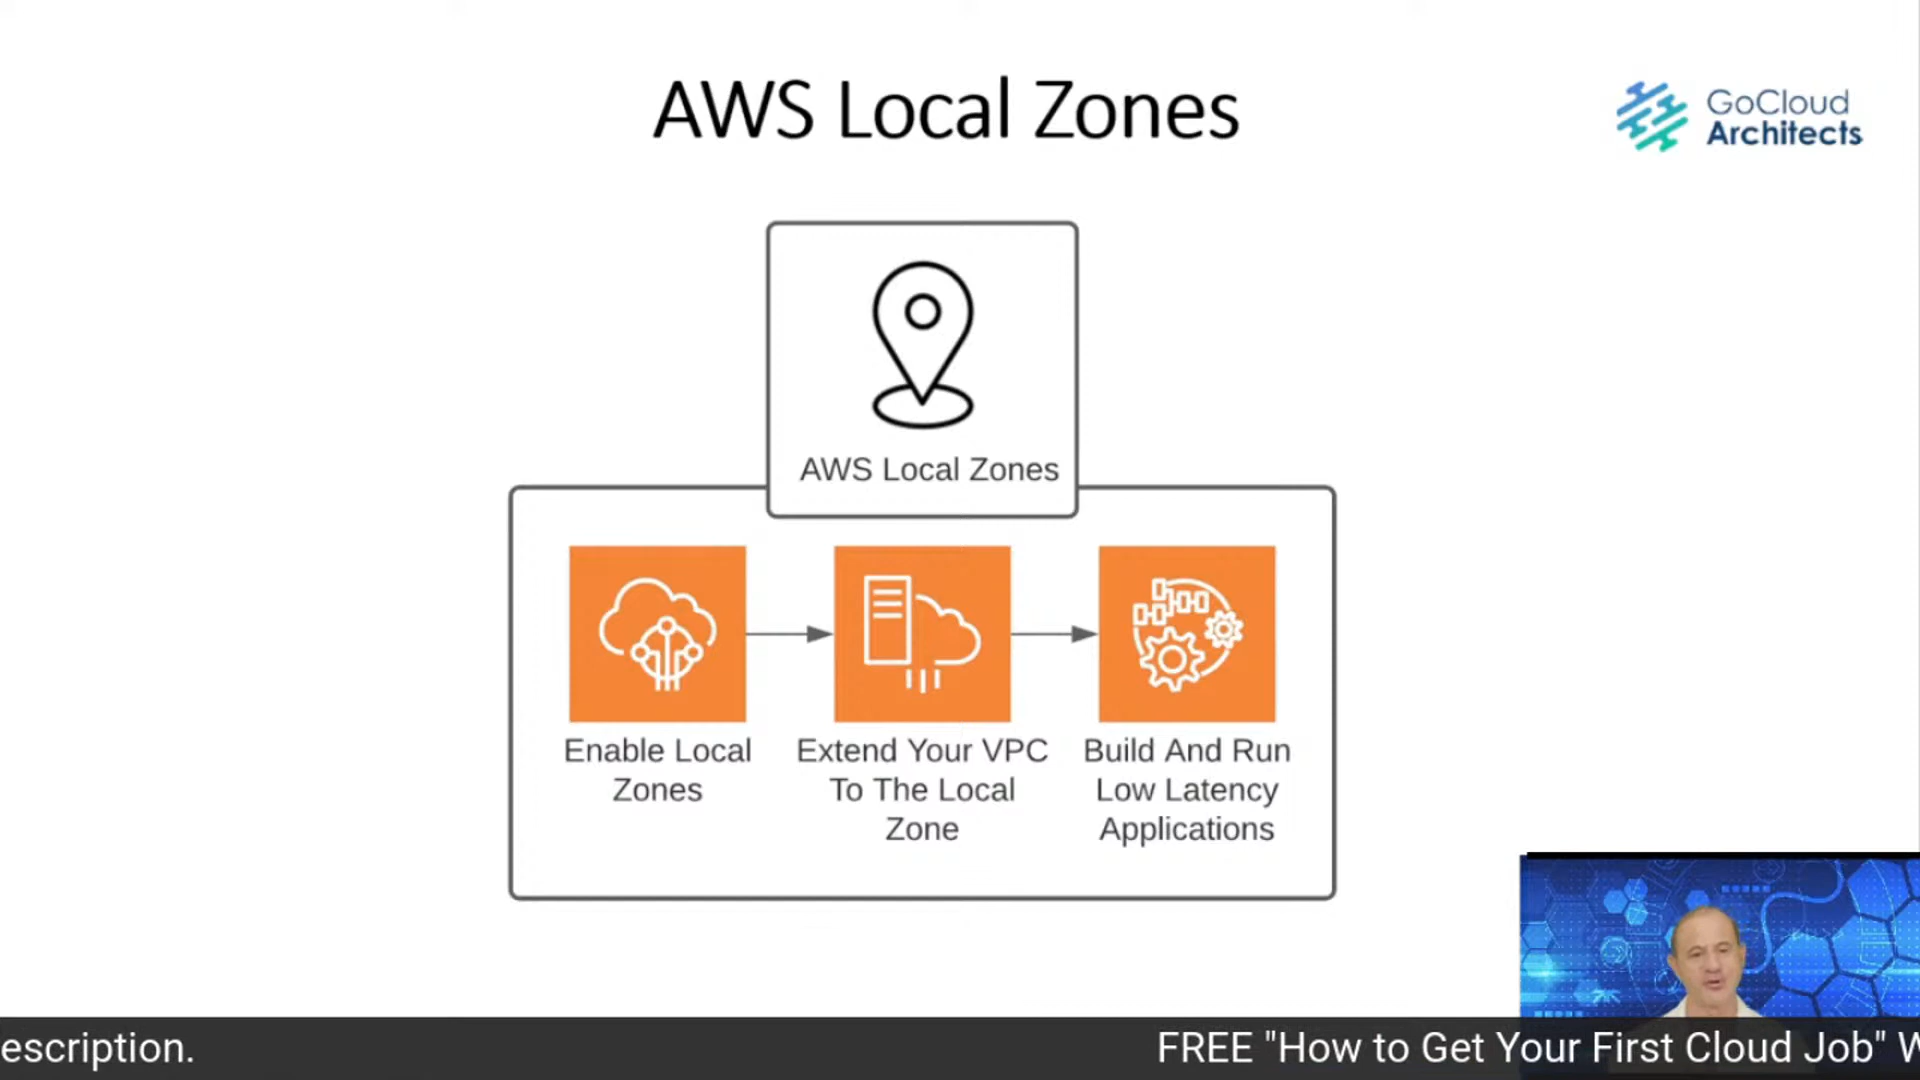 AWS Local Zones
GoCloud
Architects
AWS Local Zones
Enable Local
Zones
Extend Your VPC
To The Local
Zone
Build And Run
Low Latency
Applications
escription.
FREE "How to Get Your First Cloud Job" W